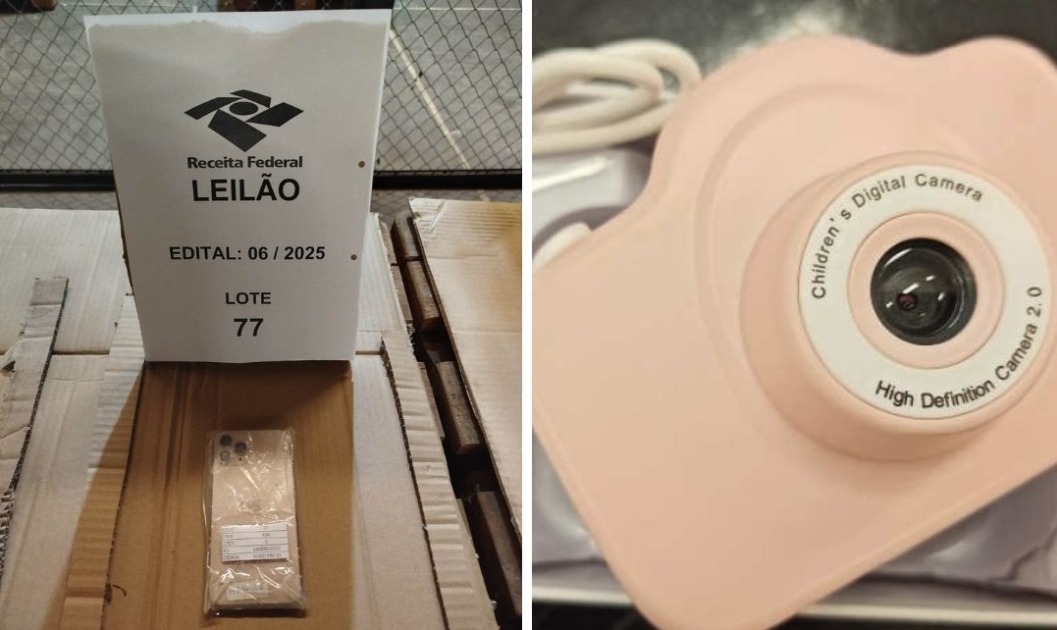 Receita Federal
LEILÃO
EDITAL: 06 / 2025
LOTE
77
Children's Digital Camera
High Definition Camera 2.0